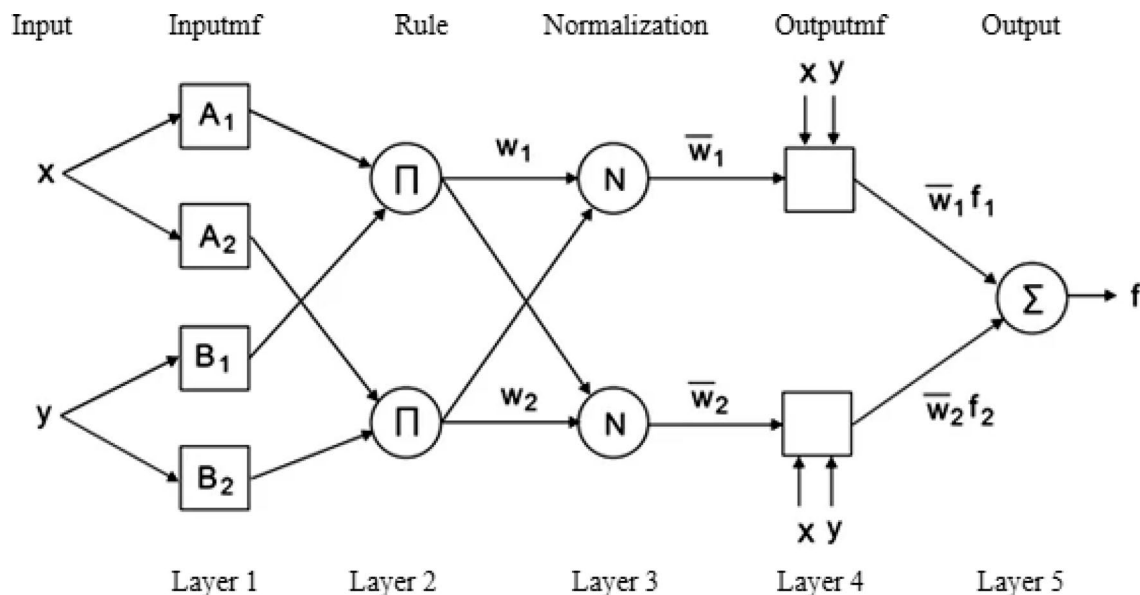 Input Inputmf Rule Normalization Outputmf Output
x y
A₁
w₁ w̅₁
Π N
x
w̅₁f₁
A₂
Σ f
B₁
w₂ w̅₂
y w̅₂f₂
Π N
B₂
x y
Layer 1 Layer 2 Layer 3 Layer 4 Layer 5